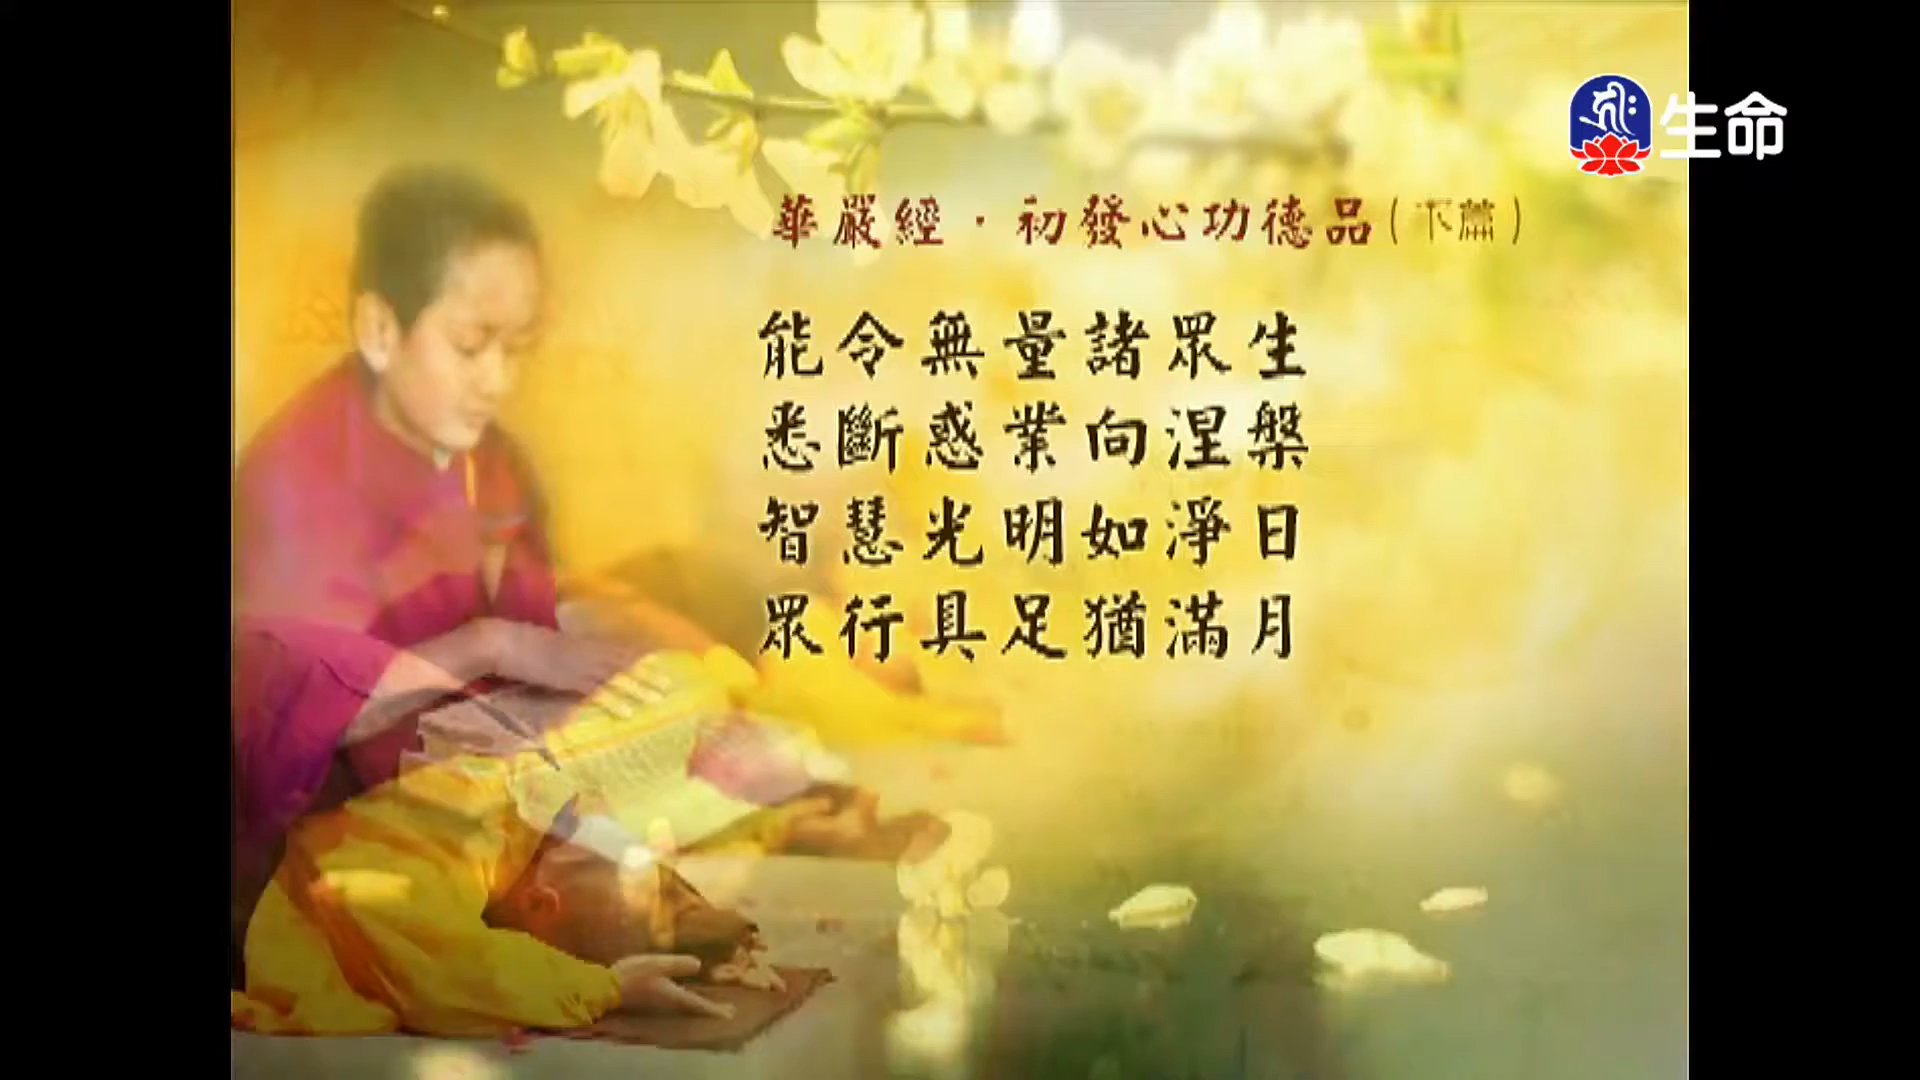 生命
華嚴經·初發心功德品(下篇)
能令無量諸眾生
悉斷惑業向涅槃
智慧光明如淨日
眾行具足猶滿月